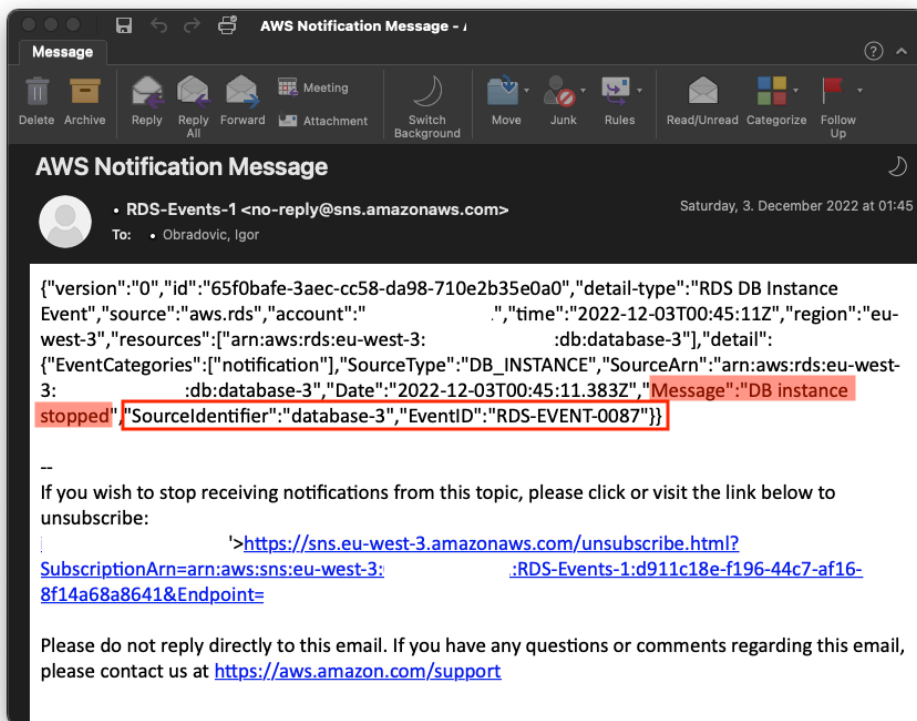 AWS Notification Message - A
Message
Delete
Archive
Reply
Reply All
Forward
Meeting
Attachment
Switch Background
Move
Junk
Rules
Read/Unread
Categorize
Follow Up
AWS Notification Message
• RDS-Events-1 <no-reply@sns.amazonaws.com>
Saturday, 3. December 2022 at 01:45
To: • Obradovic, Igor
{"version":"0","id":"65f0bafe-3aec-cc58-da98-710e2b35e0a0","detail-type":"RDS DB Instance
Event","source":"aws.rds","account":" ","time":"2022-12-03T00:45:11Z","region":"eu-
west-3","resources":["arn:aws:rds:eu-west-3: :db:database-3"],"detail":
{"EventCategories":["notification"],"SourceType":"DB_INSTANCE","SourceArn":"arn:aws:rds:eu-west-
3: :db:database-3","Date":"2022-12-03T00:45:11.383Z","Message":"DB instance
stopped","SourceIdentifier":"database-3","EventID":"RDS-EVENT-0087"}}
--
If you wish to stop receiving notifications from this topic, please click or visit the link below to
unsubscribe:
'>https://sns.eu-west-3.amazonaws.com/unsubscribe.html?
SubscriptionArn=arn:aws:sns:eu-west-3: :RDS-Events-1:d911c18e-f196-44c7-af16-
8f14a68a8641&Endpoint=
Please do not reply directly to this email. If you have any questions or comments regarding this email,
please contact us at https://aws.amazon.com/support